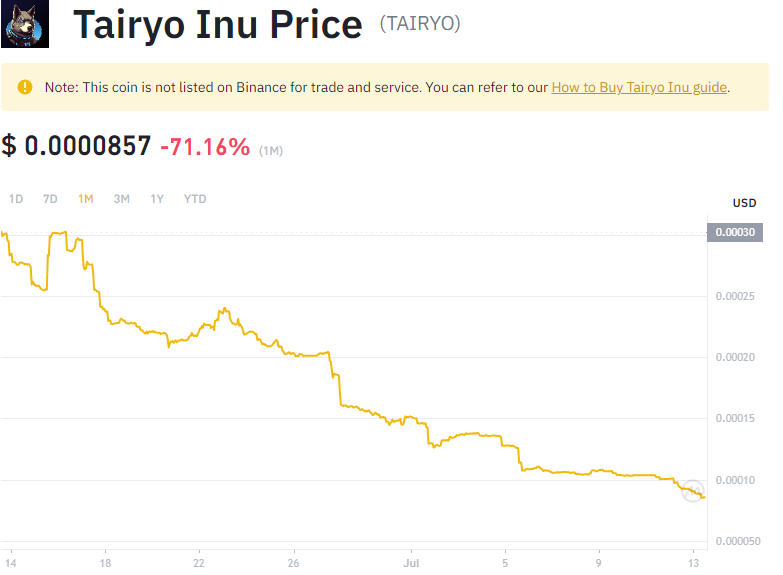 Tairyo Inu Price (TAIRYO)
Note: This coin is not listed on Binance for trade and service. You can refer to our How to Buy Tairyo Inu guide.
$ 0.0000857 -71.16% (1M)
1D 7D 1M 3M 1Y YTD
USD
0.00030
0.00025
0.00020
0.00015
0.00010
0.000050
14 18 22 26 Jul 5 9 13